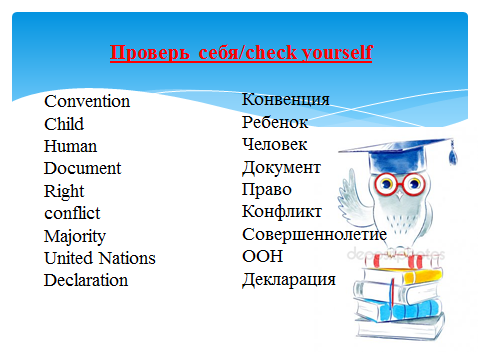 Проверь себя/check yourself
Convention Конвенция
Child Ребенок
Human Человек
Document Документ
Right Право
conflict Конфликт
Majority Совершеннолетие
United Nations ООН
Declaration Декларация